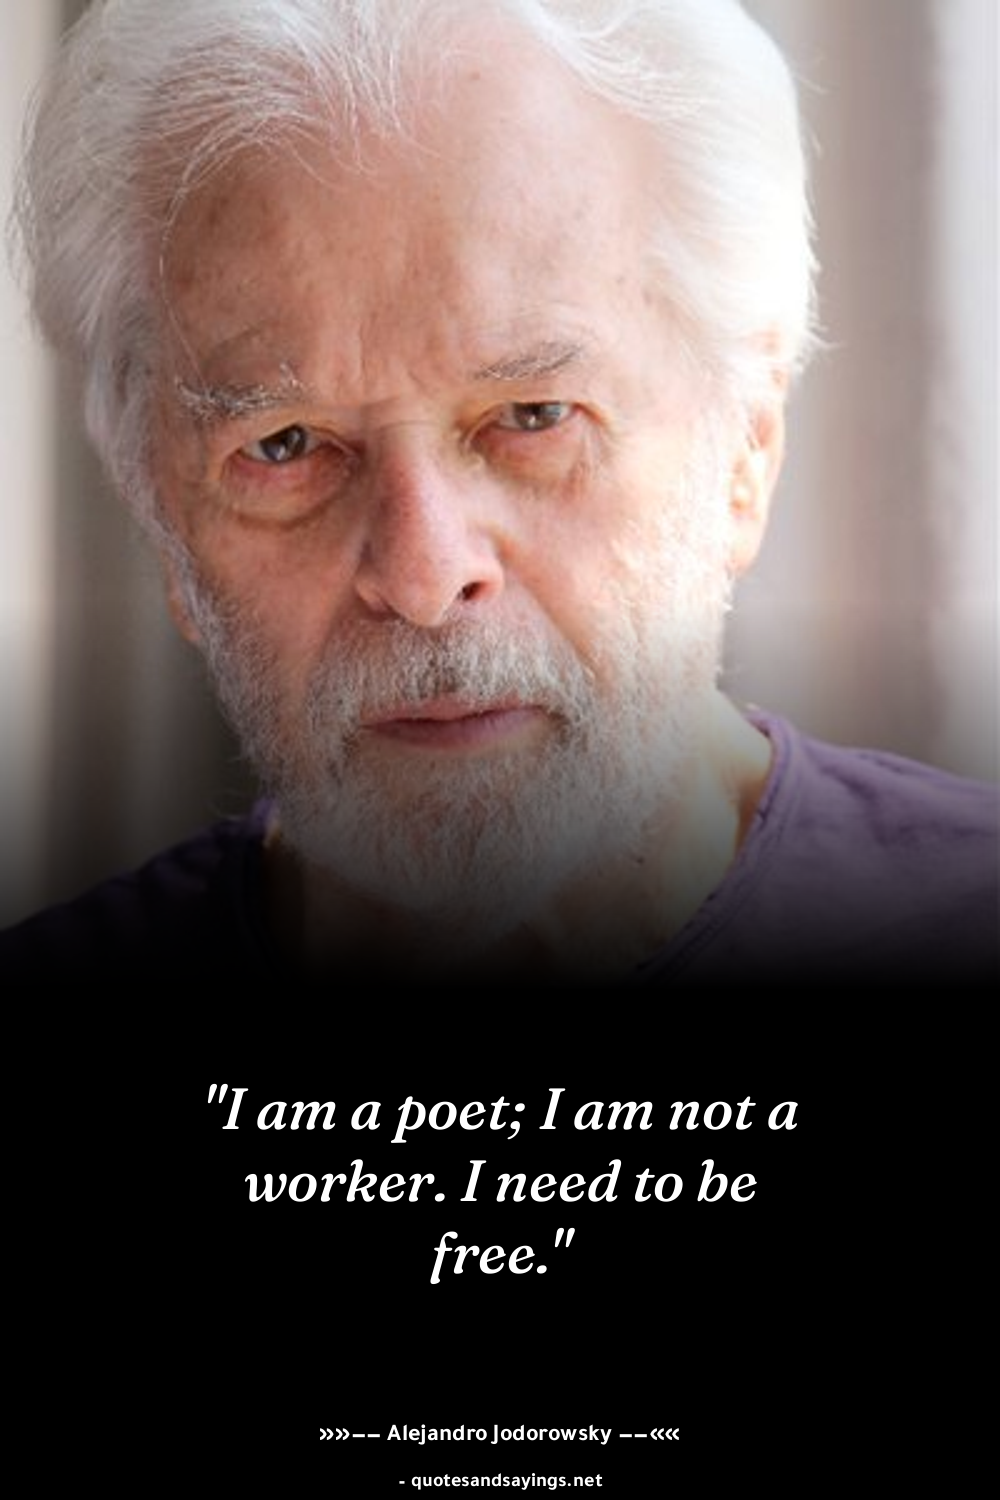 "I am a poet; I am not a
worker. I need to be
free."
»»—— Alejandro Jodorowsky ——««
- quotesandsayings.net